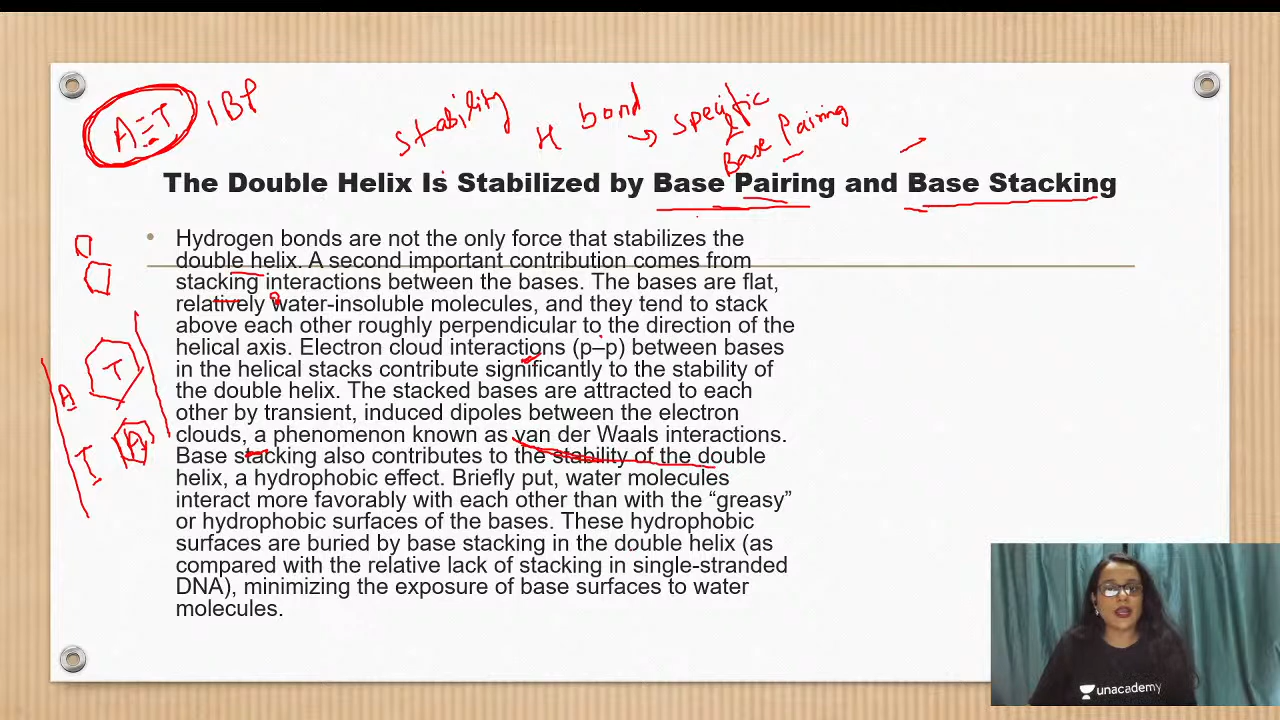 A=T 1BP
stability H bond → specific
Base Pairing
The Double Helix Is Stabilized by Base Pairing and Base Stacking
• Hydrogen bonds are not the only force that stabilizes the
double helix. A second important contribution comes from
stacking interactions between the bases. The bases are flat,
relatively water-insoluble molecules, and they tend to stack
above each other roughly perpendicular to the direction of the
helical axis. Electron cloud interactions (p–p) between bases
in the helical stacks contribute significantly to the stability of
the double helix. The stacked bases are attracted to each
other by transient, induced dipoles between the electron
clouds, a phenomenon known as van der Waals interactions.
Base stacking also contributes to the stability of the double
helix, a hydrophobic effect. Briefly put, water molecules
interact more favorably with each other than with the “greasy”
or hydrophobic surfaces of the bases. These hydrophobic
surfaces are buried by base stacking in the double helix (as
compared with the relative lack of stacking in single-stranded
DNA), minimizing the exposure of base surfaces to water
molecules.
A T
T A
unacademy